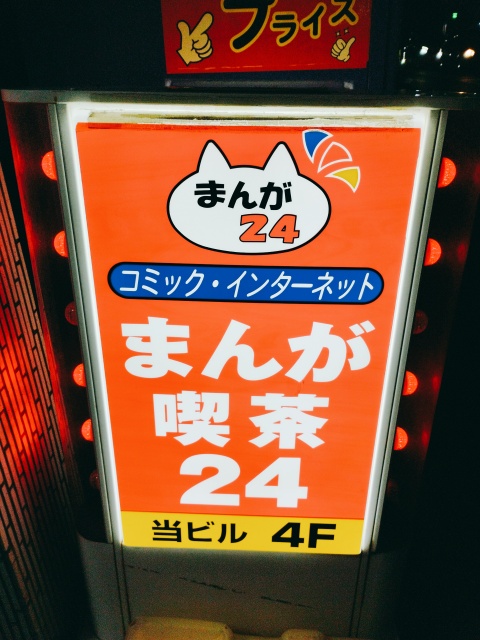 プライス
まんが
24
コミック・インターネット
まんが
喫茶
24
当ビル 4F